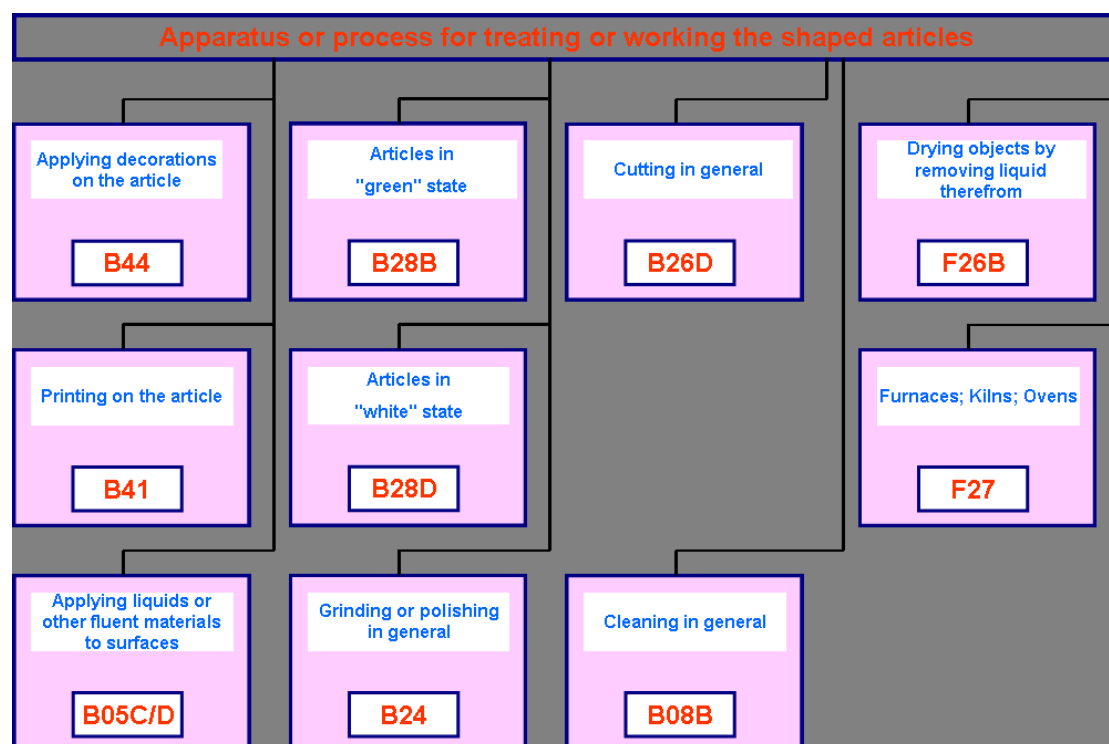 Apparatus or process for treating or working the shaped articles
Applying decorations
on the article
B44
Articles in
"green" state
B28B
Cutting in general
B26D
Drying objects by
removing liquid
therefrom
F26B
Printing on the article
B41
Articles in
"white" state
B28D
Furnaces; Kilns; Ovens
F27
Applying liquids or
other fluent materials
to surfaces
B05C/D
Grinding or polishing
in general
B24
Cleaning in general
B08B